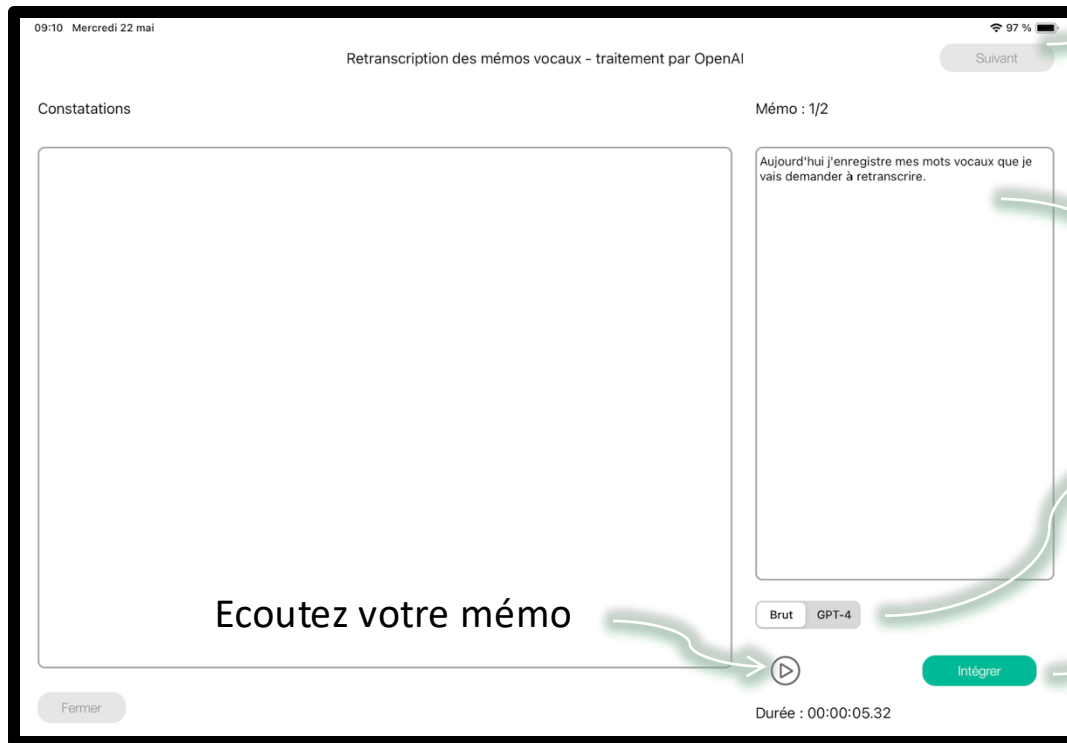 09:10 Mercredi 22 mai
97 %
Retranscription des mémos vocaux - traitement par OpenAI
Suivant
Constatations
Mémo : 1/2
Aujourd'hui j'enregistre mes mots vocaux que je
vais demander à retranscrire.
Ecoutez votre mémo
Brut GPT-4
Intégrer
Fermer
Durée : 00:00:05.32